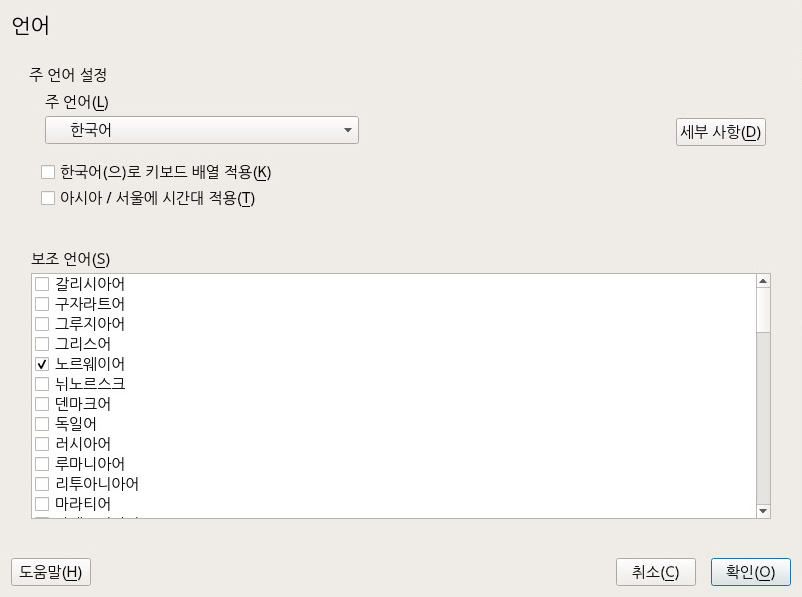 언어
주 언어 설정
주 언어(L)
한국어
세부 사항(D)
한국어(으)로 키보드 배열 적용(K)
아시아 / 서울에 시간대 적용(T)
보조 언어(S)
갈리시아어
구자라트어
그루지아어
그리스어
노르웨이어
뉘노르스크
덴마크어
독일어
러시아어
루마니아어
리투아니아어
마라티어
도움말(H)
취소(C)
확인(O)